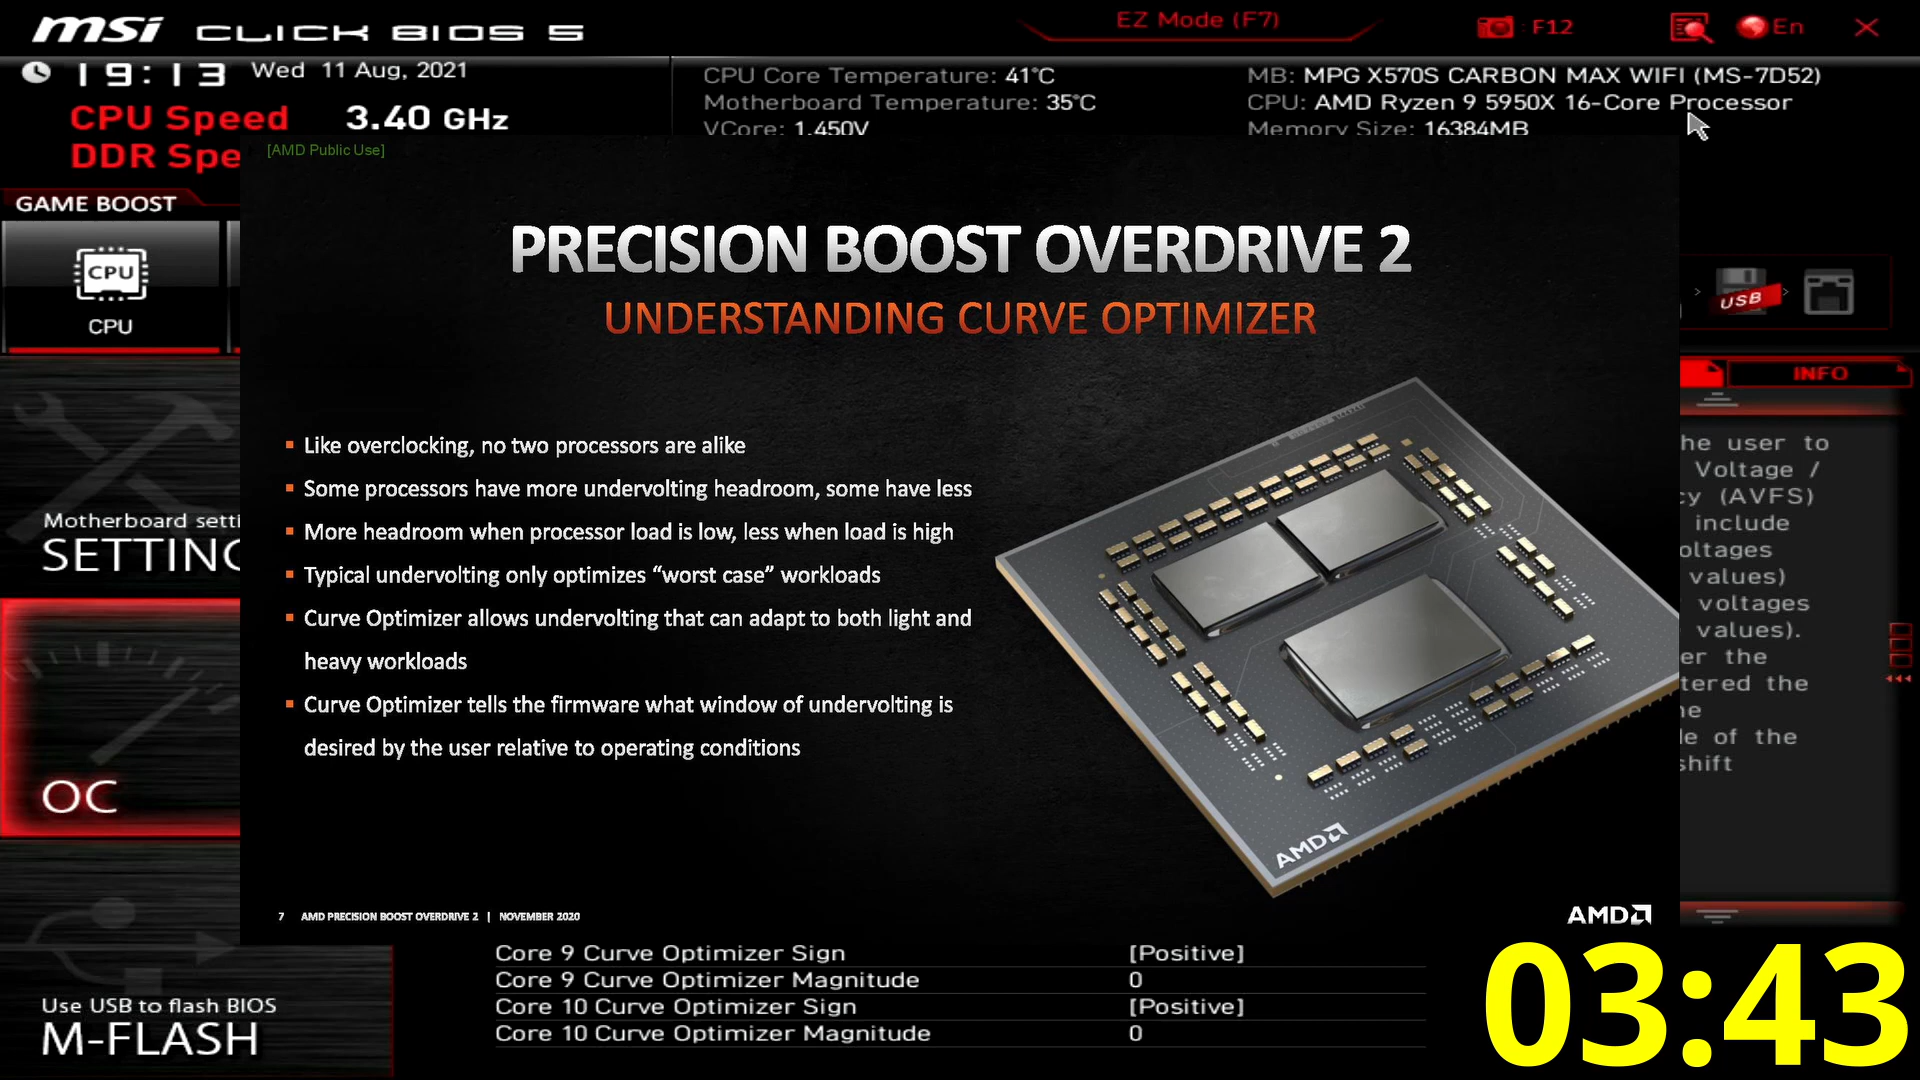 msi CLICK BIOS 5
EZ Mode (F7)
F12
En
19:13 Wed 11 Aug, 2021
CPU Speed 3.40 GHz
DDR Spe
CPU Core Temperature: 41°C
Motherboard Temperature: 35°C
VCore: 1.450V
MB: MPG X570S CARBON MAX WIFI (MS-7D52)
CPU: AMD Ryzen 9 5950X 16-Core Processor
Memory Size: 16384MB
GAME BOOST
CPU
CPU
USB
[AMD Public Use]
PRECISION BOOST OVERDRIVE 2
UNDERSTANDING CURVE OPTIMIZER
Like overclocking, no two processors are alike
Some processors have more undervolting headroom, some have less
More headroom when processor load is low, less when load is high
Typical undervolting only optimizes “worst case” workloads
Curve Optimizer allows undervolting that can adapt to both light and
heavy workloads
Curve Optimizer tells the firmware what window of undervolting is
desired by the user relative to operating conditions
AMD
7 AMD PRECISION BOOST OVERDRIVE 2 | NOVEMBER 2020
AMD
Motherboard setti
SETTING
OC
Use USB to flash BIOS
M-FLASH
INFO
he user to
Voltage /
cy (AVFS)
include
oltages
values)
voltages
values).
er the
tered the
ne
le of the
shift
Core 9 Curve Optimizer Sign [Positive]
Core 9 Curve Optimizer Magnitude 0
Core 10 Curve Optimizer Sign [Positive]
Core 10 Curve Optimizer Magnitude 0
03:43